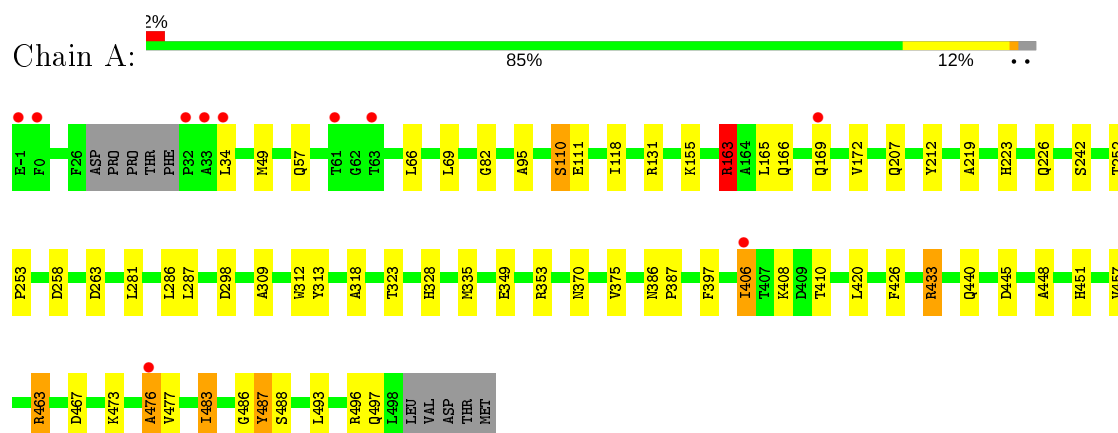 2%
Chain A:
85% 12% • •
E-1 F0 F26 ASP PRO PRO THR PHE P32 A33 L34 M49 Q57 T61 G62 T63 L66 L69 G82 A95 S110 E111 I118 R131 K155 R163 A164 L165 Q166 Q169 V172 Q207 Y212 A219 H223 Q226 S242 T252
P253 D258 D263 L281 L286 L287 D298 A309 W312 Y313 A318 T323 H328 M335 E349 R353 N370 V375 N386 P387 F397 I406 T407 K408 D409 T410 L420 F426 R433 Q440 D445 A448 H451 V457
R463 D467 K473 A476 V477 I483 G486 Y487 S488 L493 R496 Q497 L498 LEU VAL ASP THR MET